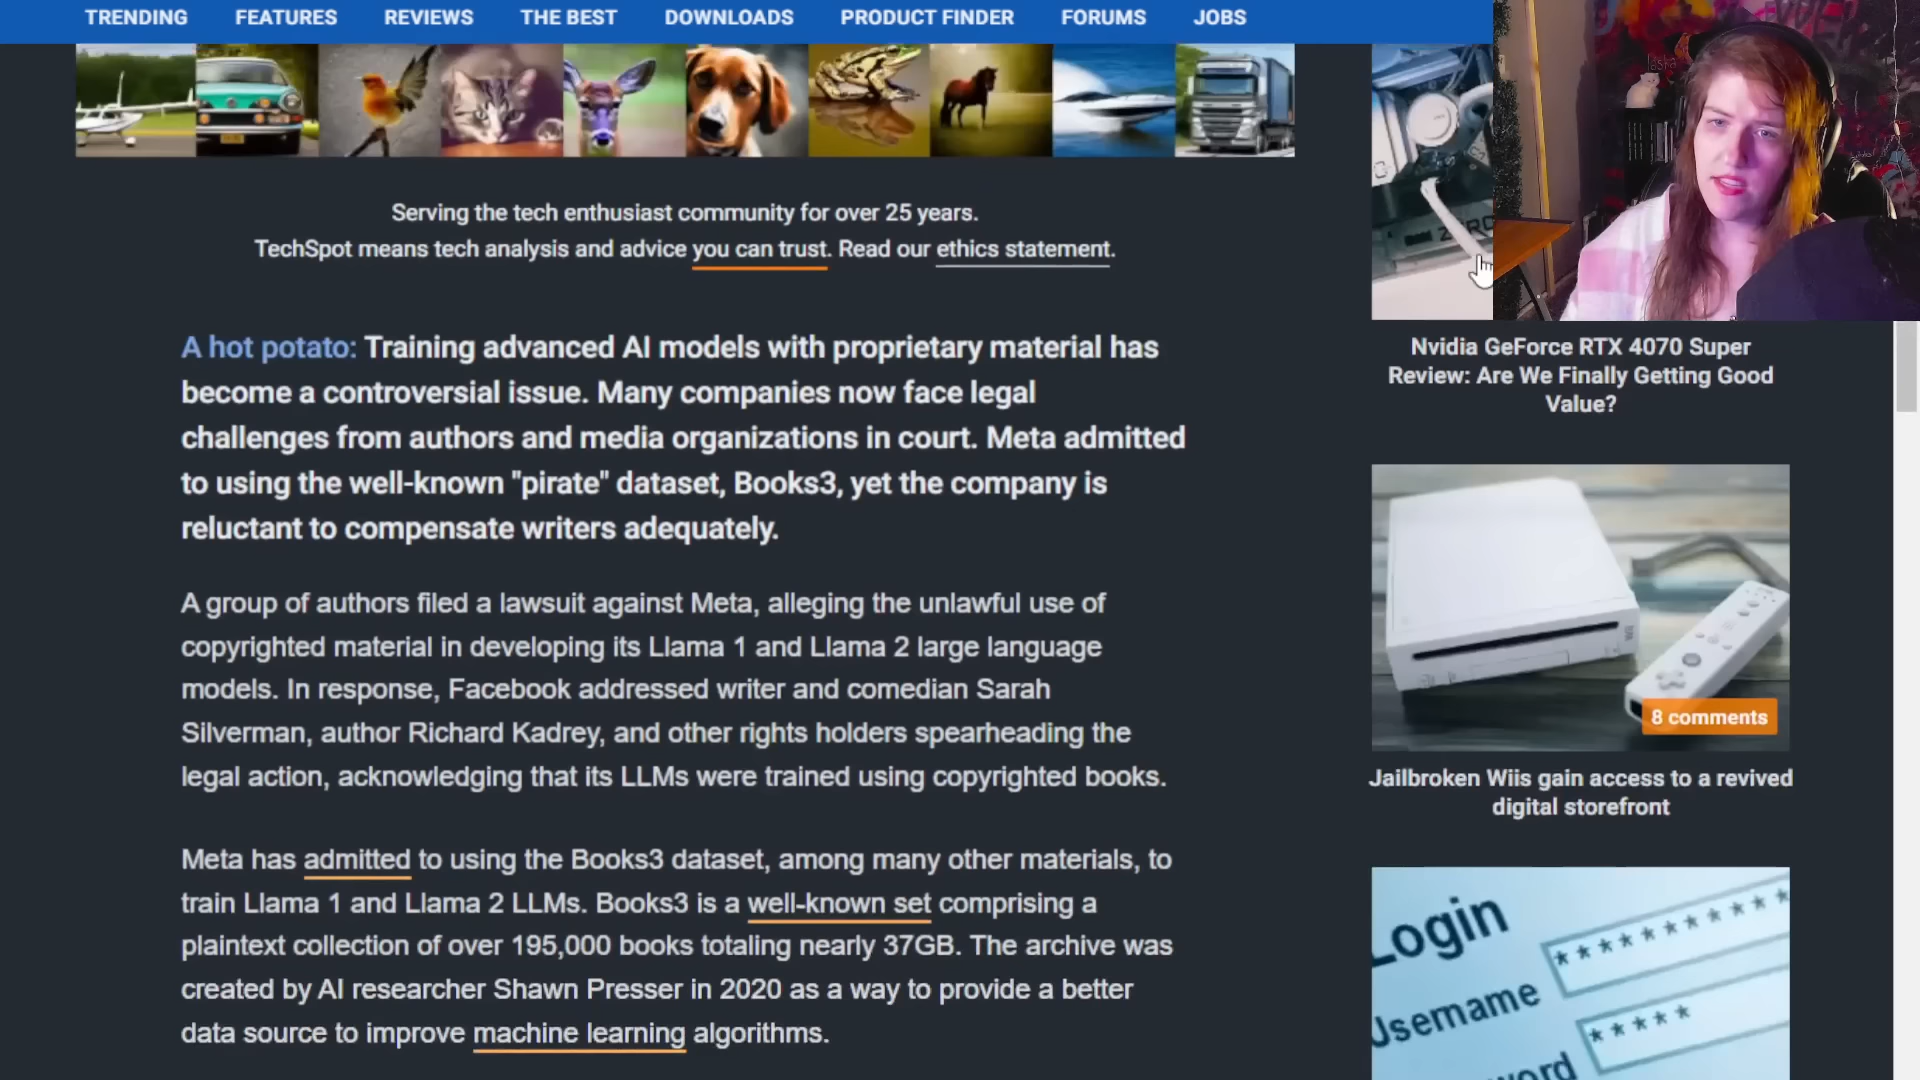 TRENDING FEATURES REVIEWS THE BEST DOWNLOADS PRODUCT FINDER FORUMS JOBS
Serving the tech enthusiast community for over 25 years.
TechSpot means tech analysis and advice you can trust. Read our ethics statement.
A hot potato: Training advanced AI models with proprietary material has
become a controversial issue. Many companies now face legal
challenges from authors and media organizations in court. Meta admitted
to using the well-known "pirate" dataset, Books3, yet the company is
reluctant to compensate writers adequately.
A group of authors filed a lawsuit against Meta, alleging the unlawful use of
copyrighted material in developing its Llama 1 and Llama 2 large language
models. In response, Facebook addressed writer and comedian Sarah
Silverman, author Richard Kadrey, and other rights holders spearheading the
legal action, acknowledging that its LLMs were trained using copyrighted books.
Meta has admitted to using the Books3 dataset, among many other materials, to
train Llama 1 and Llama 2 LLMs. Books3 is a well-known set comprising a
plaintext collection of over 195,000 books totaling nearly 37GB. The archive was
created by AI researcher Shawn Presser in 2020 as a way to provide a better
data source to improve machine learning algorithms.
Nvidia GeForce RTX 4070 Super
Review: Are We Finally Getting Good
Value?
8 comments
Jailbroken Wiis gain access to a revived
digital storefront
Login
Username
**********
*****